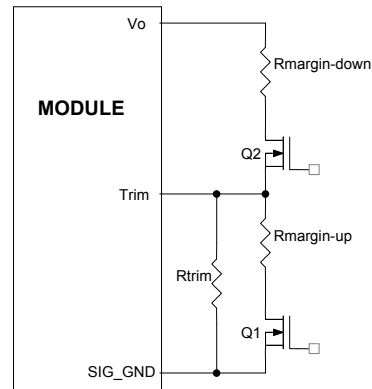 Vo
Rmargin-down
MODULE
Q2
Trim
Rmargin-up
Rtrim
Q1
SIG_GND